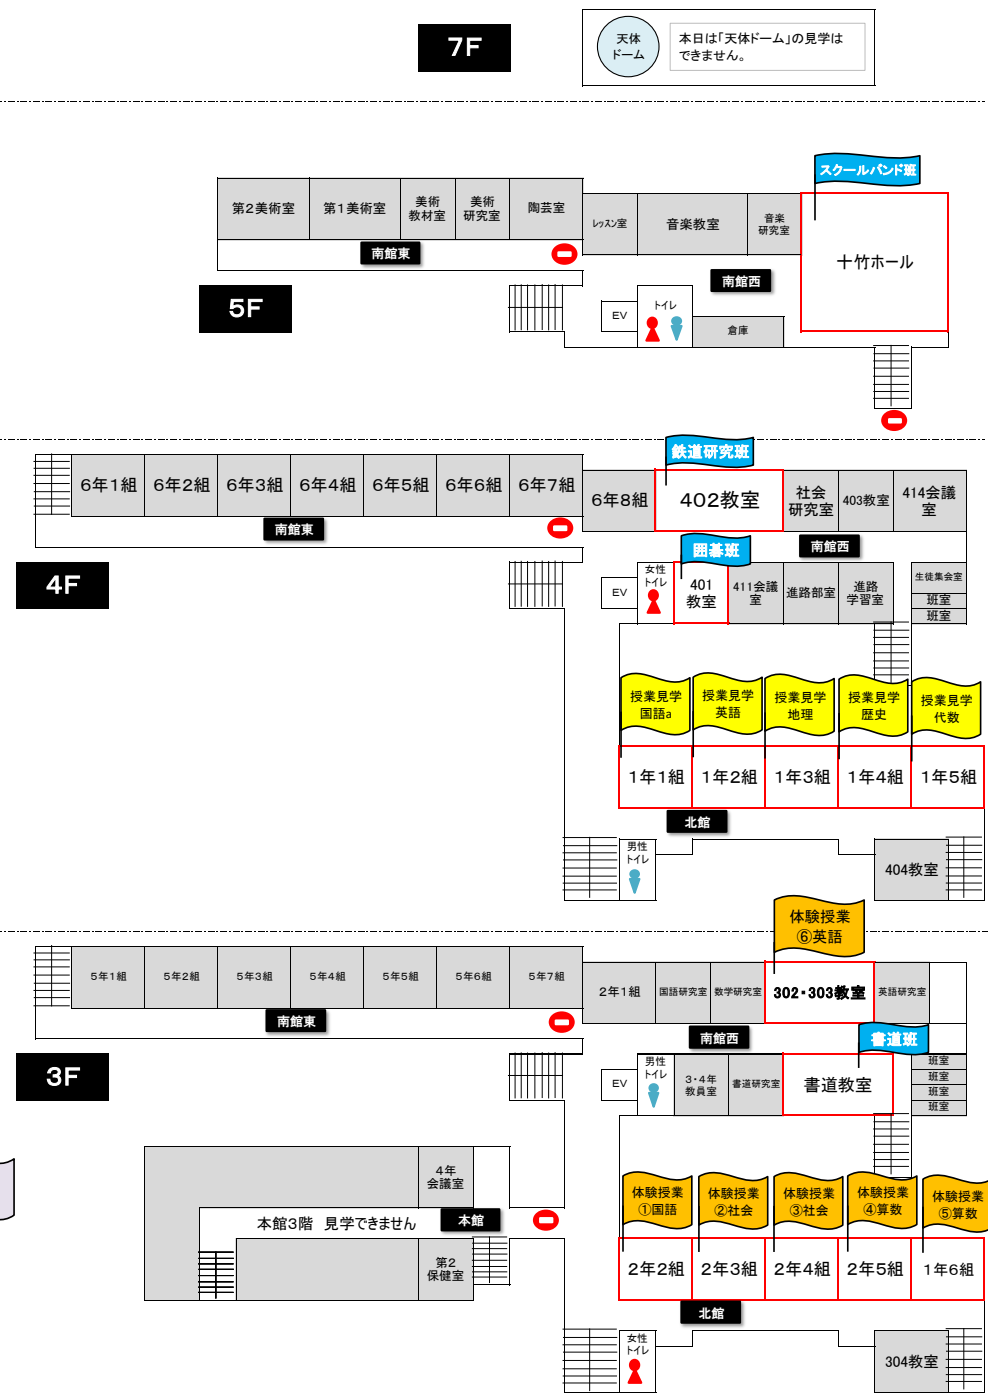 7F
天体
ドーム
本日は「天体ドーム」の見学は
できません。
スクールバンド班
第2美術室
第1美術室
美術
教材室
美術
研究室
陶芸室
レッスン室
音楽教室
音楽
研究室
十竹ホール
南館東
南館西
5F
EV
トイレ
倉庫
鉄道研究班
6年1組
6年2組
6年3組
6年4組
6年5組
6年6組
6年7組
6年8組
402教室
社会
研究室
403教室
414会議
室
南館東
囲碁班
南館西
4F
EV
女性
トイレ
401
教室
411会議
室
進路部室
進路
学習室
生徒集会室
班室
班室
授業見学
国語a
授業見学
英語
授業見学
地理
授業見学
歴史
授業見学
代数
1年1組
1年2組
1年3組
1年4組
1年5組
北館
男性
トイレ
404教室
体験授業
⑥英語
5年1組
5年2組
5年3組
5年4組
5年5組
5年6組
5年7組
2年1組
国語研究室
数学研究室
302・303教室
英語研究室
南館東
南館西
書道班
3F
EV
男性
トイレ
3・4年
教員室
書道研究室
書道教室
班室
班室
班室
班室
4年
会議室
本館3階 見学できません
本館
第2
保健室
体験授業
①国語
体験授業
②社会
体験授業
③社会
体験授業
④算数
体験授業
⑤算数
2年2組
2年3組
2年4組
2年5組
1年6組
北館
女性
トイレ
304教室